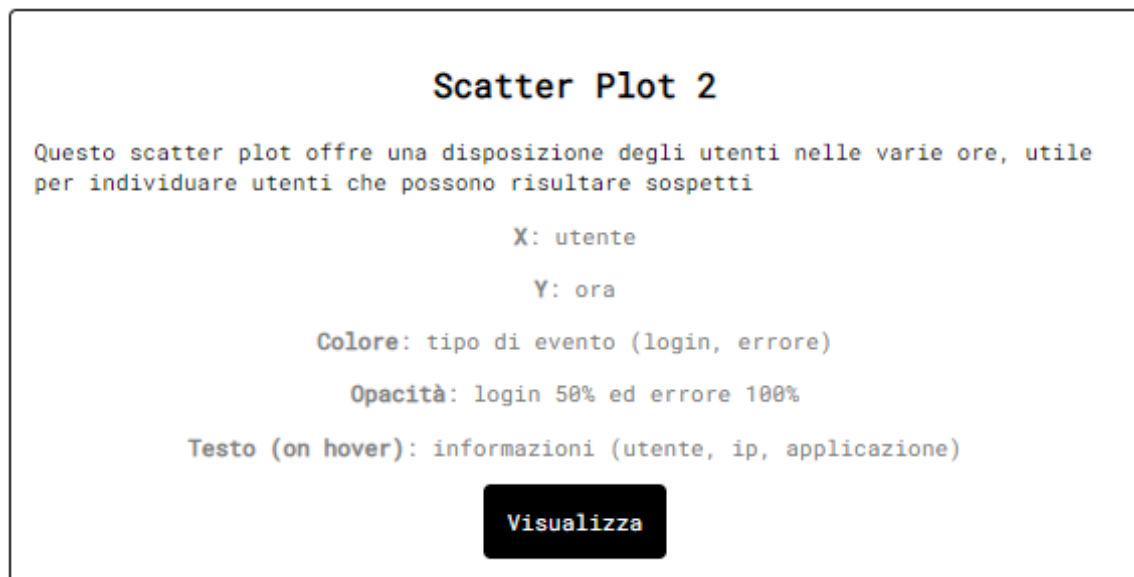 Scatter Plot 2
Questo scatter plot offre una disposizione degli utenti nelle varie ore, utile
per individuare utenti che possono risultare sospetti
X: utente
Y: ora
Colore: tipo di evento (login, errore)
Opacità: login 50% ed errore 100%
Testo (on hover): informazioni (utente, ip, applicazione)
Visualizza